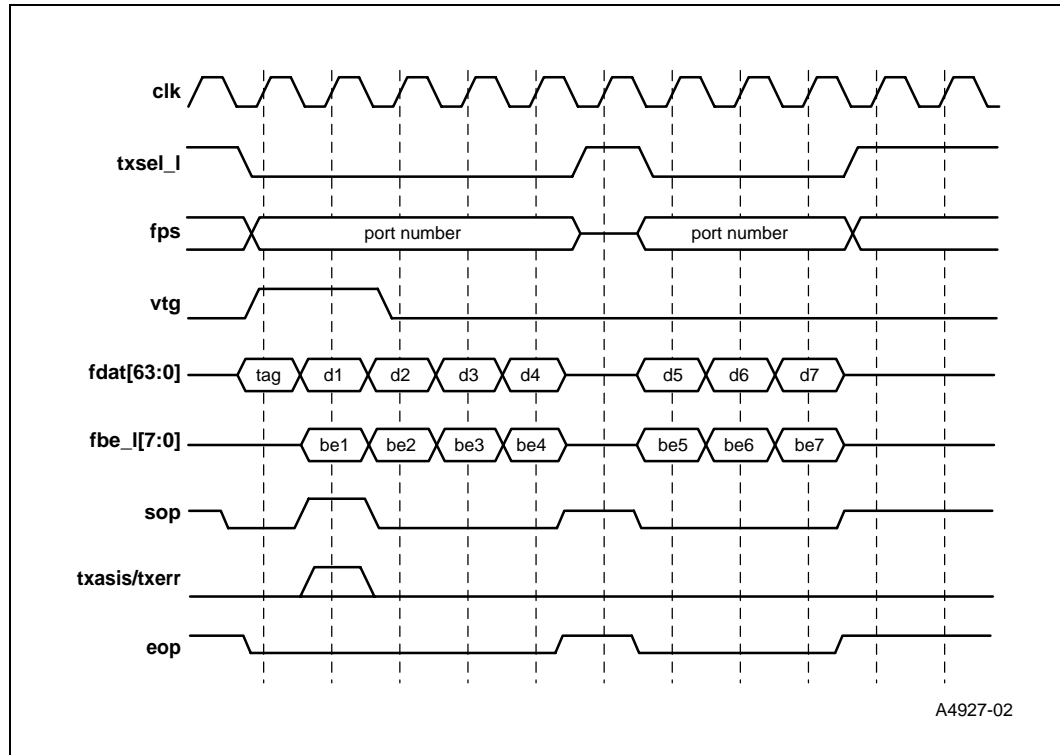 clk
txsel_l
fps port number port number
vtg
fdat[63:0] tag d1 d2 d3 d4 d5 d6 d7
fbe_l[7:0] be1 be2 be3 be4 be5 be6 be7
sop
txasis/txerr
eop
A4927-02